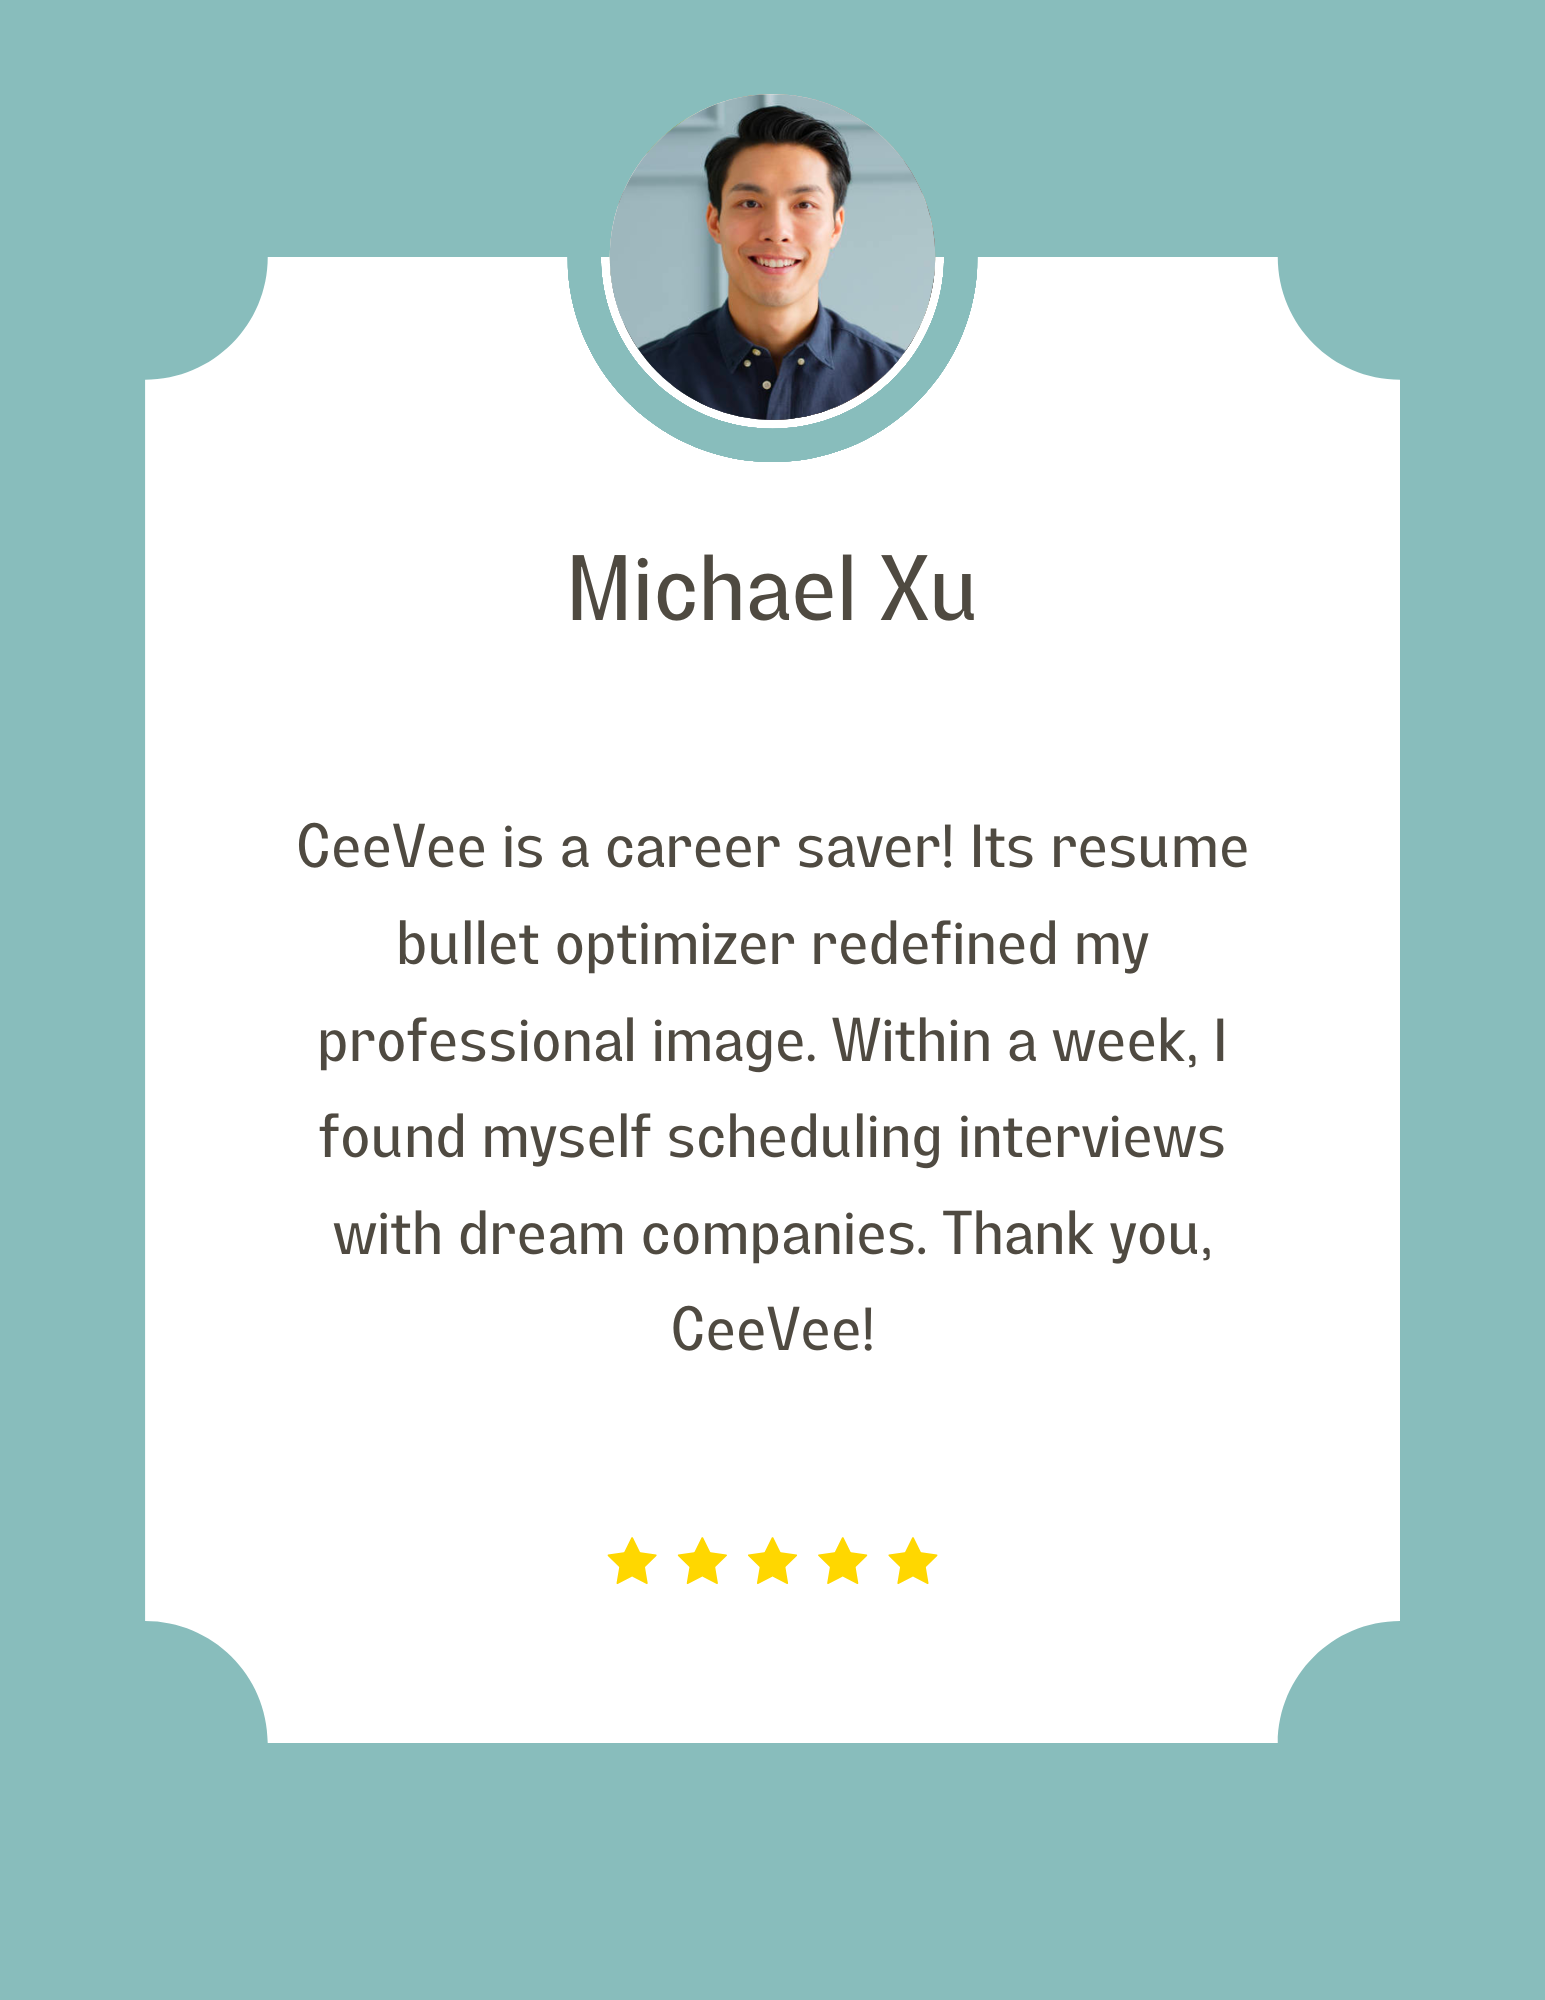 Michael Xu
CeeVee is a career saver! Its resume
bullet optimizer redefined my
professional image. Within a week, I
found myself scheduling interviews
with dream companies. Thank you,
CeeVee!